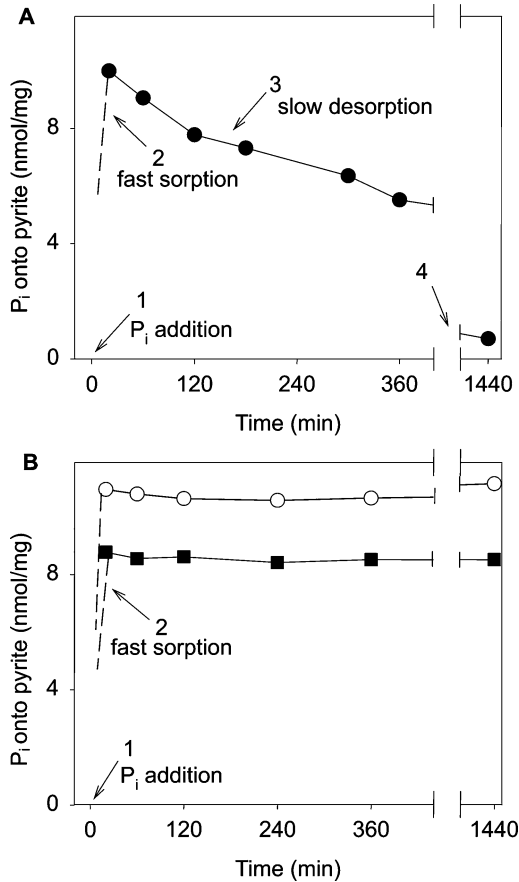 A
Pi onto pyrite (nmol/mg)
8
4
0
3
slow desorption
2
fast sorption
4
1
Pi addition
0 120 240 360 1440
Time (min)
B
Pi onto pyrite (nmol/mg)
8
4
0
2
fast sorption
1
Pi addition
0 120 240 360 1440
Time (min)